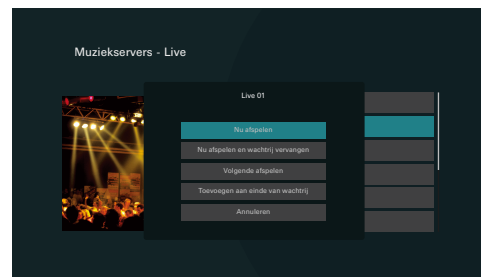 Muziekservers - Live
Live 01
Nu afspelen
Nu afspelen en wachtrij vervangen
Volgende afspelen
Toevoegen aan einde van wachtrij
Annuleren